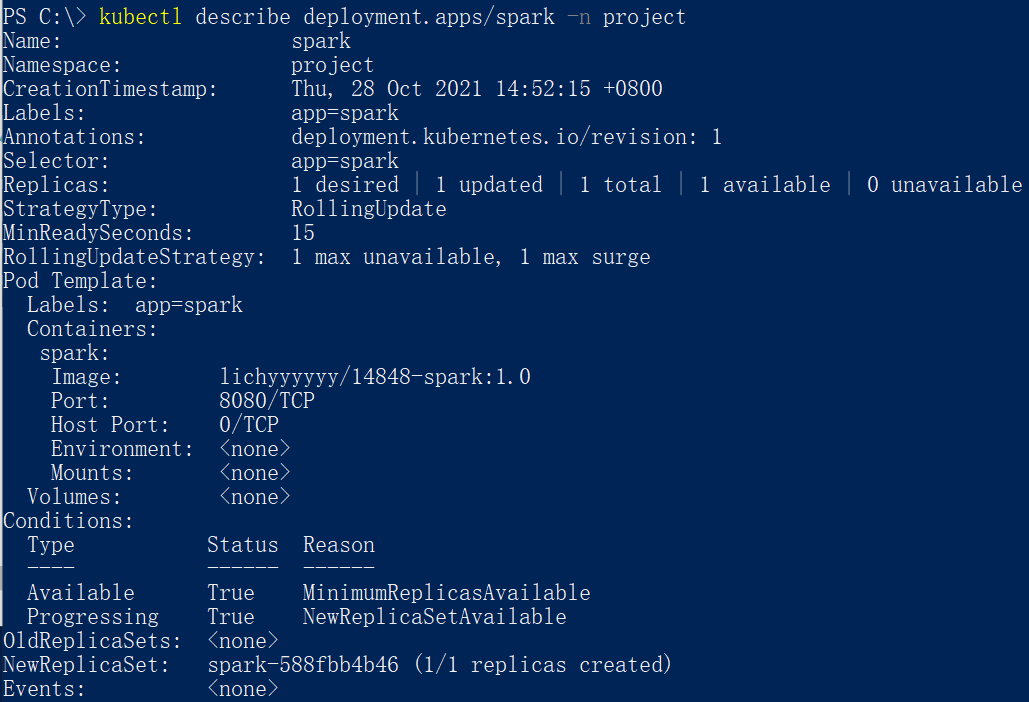 PS C:\> kubectl describe deployment.apps/spark -n project
Name:                   spark
Namespace:              project
CreationTimestamp:      Thu, 28 Oct 2021 14:52:15 +0800
Labels:                 app=spark
Annotations:            deployment.kubernetes.io/revision: 1
Selector:               app=spark
Replicas:               1 desired | 1 updated | 1 total | 1 available | 0 unavailable
StrategyType:           RollingUpdate
MinReadySeconds:        15
RollingUpdateStrategy:  1 max unavailable, 1 max surge
Pod Template:
  Labels:  app=spark
  Containers:
   spark:
    Image:        lichyyyyyy/14848-spark:1.0
    Port:         8080/TCP
    Host Port:    0/TCP
    Environment:  <none>
    Mounts:       <none>
  Volumes:        <none>
Conditions:
  Type           Status  Reason
  ----           ------  ------
  Available      True    MinimumReplicasAvailable
  Progressing    True    NewReplicaSetAvailable
OldReplicaSets:  <none>
NewReplicaSet:   spark-588fbb4b46 (1/1 replicas created)
Events:          <none>